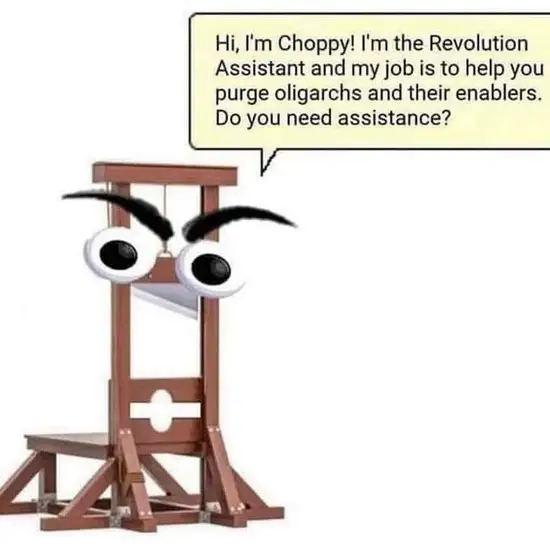 Hi, I'm Choppy! I'm the Revolution
Assistant and my job is to help you
purge oligarchs and their enablers.
Do you need assistance?